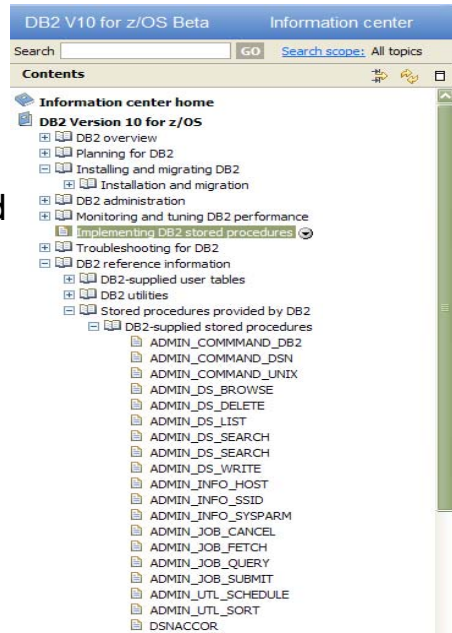 DB2 V10 for z/OS Beta Information center
Search GO Search scope: All topics
Contents
Information center home
DB2 Version 10 for z/OS
DB2 overview
Planning for DB2
Installing and migrating DB2
Installation and migration
DB2 administration
Monitoring and tuning DB2 performance
Implementing DB2 stored procedures
Troubleshooting for DB2
DB2 reference information
DB2-supplied user tables
DB2 utilities
Stored procedures provided by DB2
DB2-supplied stored procedures
ADMIN_COMMMAND_DB2
ADMIN_COMMAND_DSN
ADMIN_COMMAND_UNIX
ADMIN_DS_BROWSE
ADMIN_DS_DELETE
ADMIN_DS_LIST
ADMIN_DS_SEARCH
ADMIN_DS_SEARCH
ADMIN_DS_WRITE
ADMIN_INFO_HOST
ADMIN_INFO_SSID
ADMIN_INFO_SYSPARM
ADMIN_JOB_CANCEL
ADMIN_JOB_FETCH
ADMIN_JOB_QUERY
ADMIN_JOB_SUBMIT
ADMIN_UTL_SCHEDULE
ADMIN_UTL_SORT
DSNACCOR